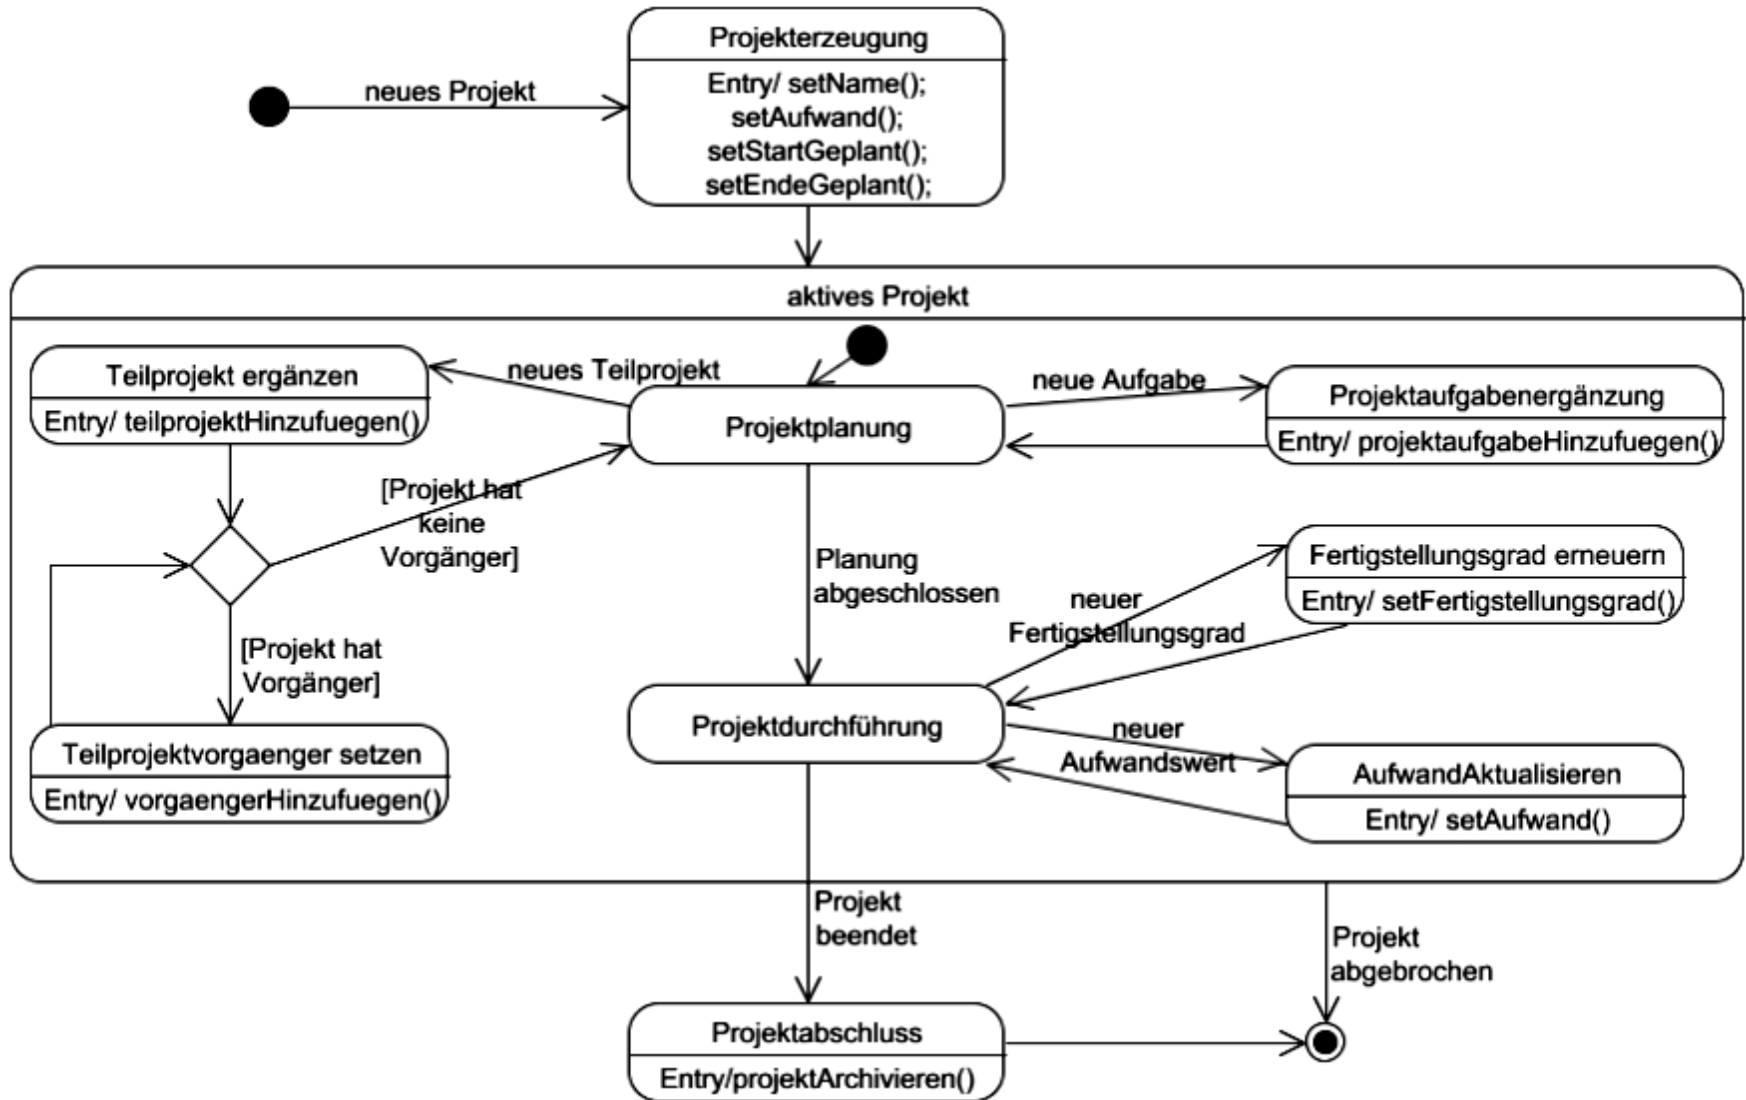 Projekterzeugung
neues Projekt
Entry/ setName();
setAufwand();
setStartGeplant();
setEndeGeplant();
aktives Projekt
Teilprojekt ergänzen
Entry/ teilprojektHinzufuegen()
neues Teilprojekt
Projektplanung
neue Aufgabe
Projektaufgabenergänzung
Entry/ projektaufgabeHinzufuegen()
[Projekt hat
keine
Vorgänger]
Planung
abgeschlossen
neuer
Fertigstellungsgrad
Fertigstellungsgrad erneuern
Entry/ setFertigstellungsgrad()
[Projekt hat
Vorgänger]
Teilprojektvorgaenger setzen
Entry/ vorgaengerHinzufuegen()
Projektdurchführung
neuer
Aufwandswert
AufwandAktualisieren
Entry/ setAufwand()
Projekt
beendet
Projekt
abgebrochen
Projektabschluss
Entry/projektArchivieren()